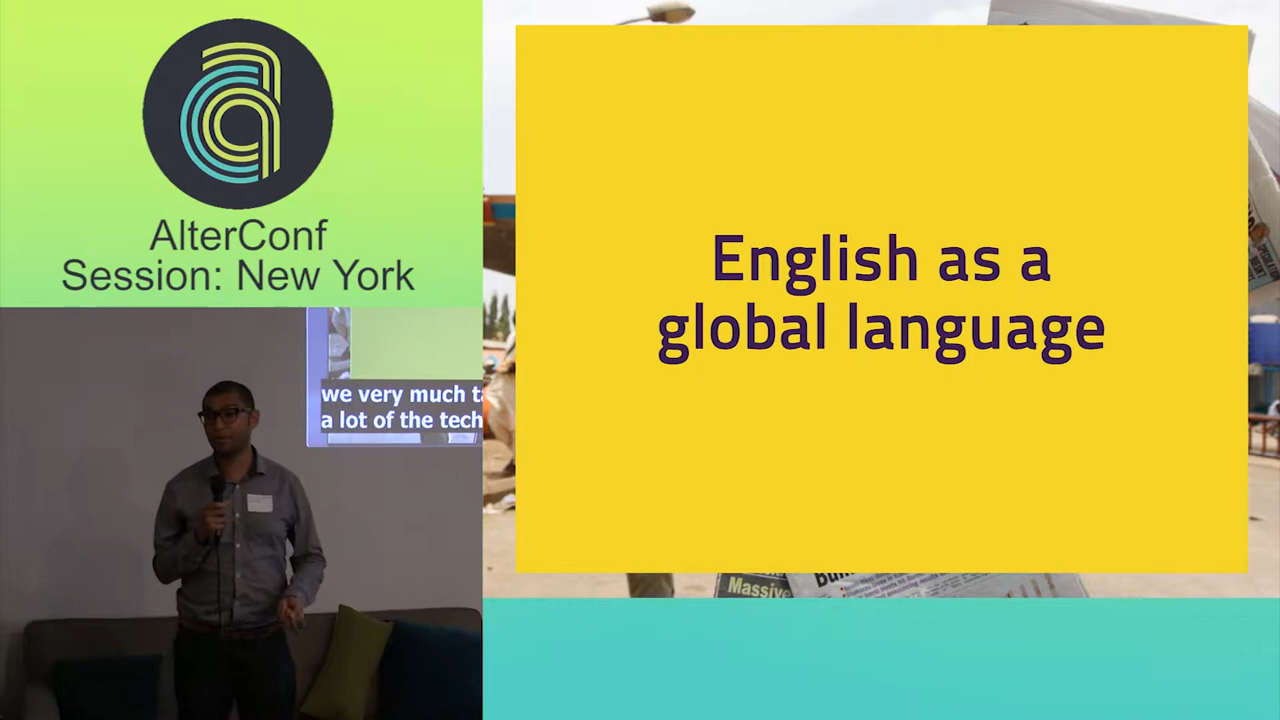 AlterConf
Session: New York
we very much t
a lot of the tech
English as a
global language
Massive